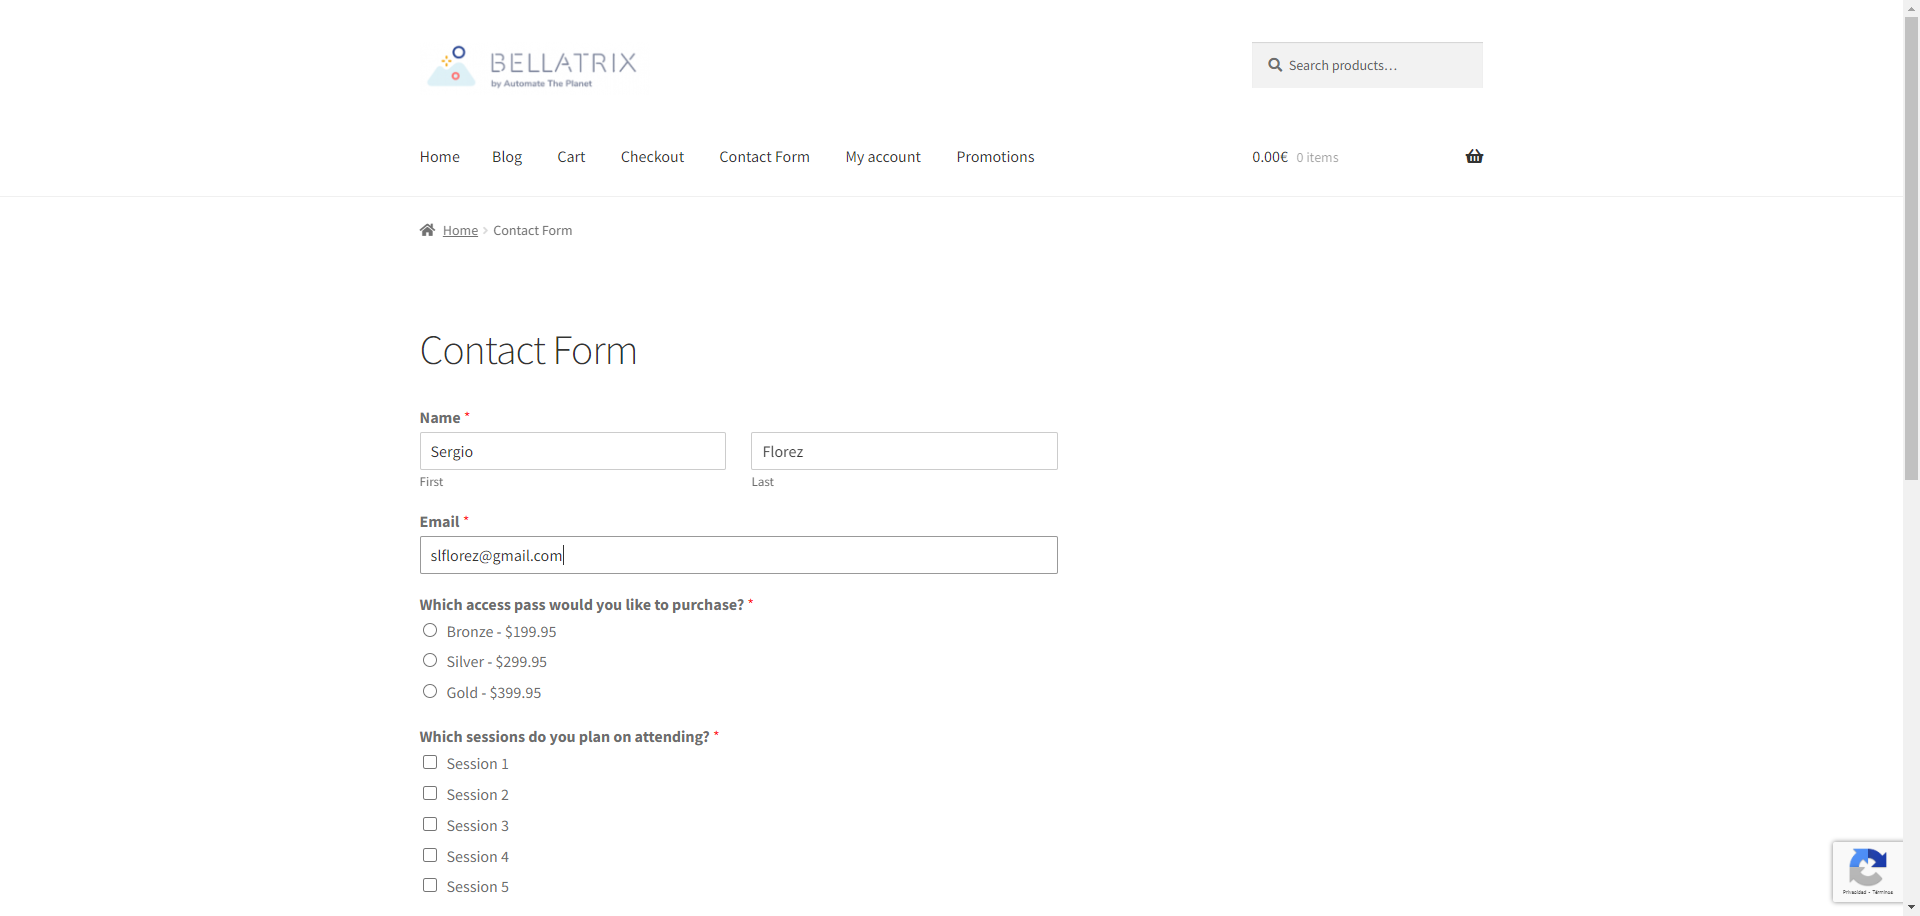 BELLATRIX
by Automate The Planet
Search products…
Home Blog Cart Checkout Contact Form My account Promotions
0.00€ 0 items
Home Contact Form
Contact Form
Name *
Sergio Florez
First Last
Email *
slflorez@gmail.com
Which access pass would you like to purchase? *
Bronze - $199.95
Silver - $299.95
Gold - $399.95
Which sessions do you plan on attending? *
Session 1
Session 2
Session 3
Session 4
Session 5
Privacidad - Términos